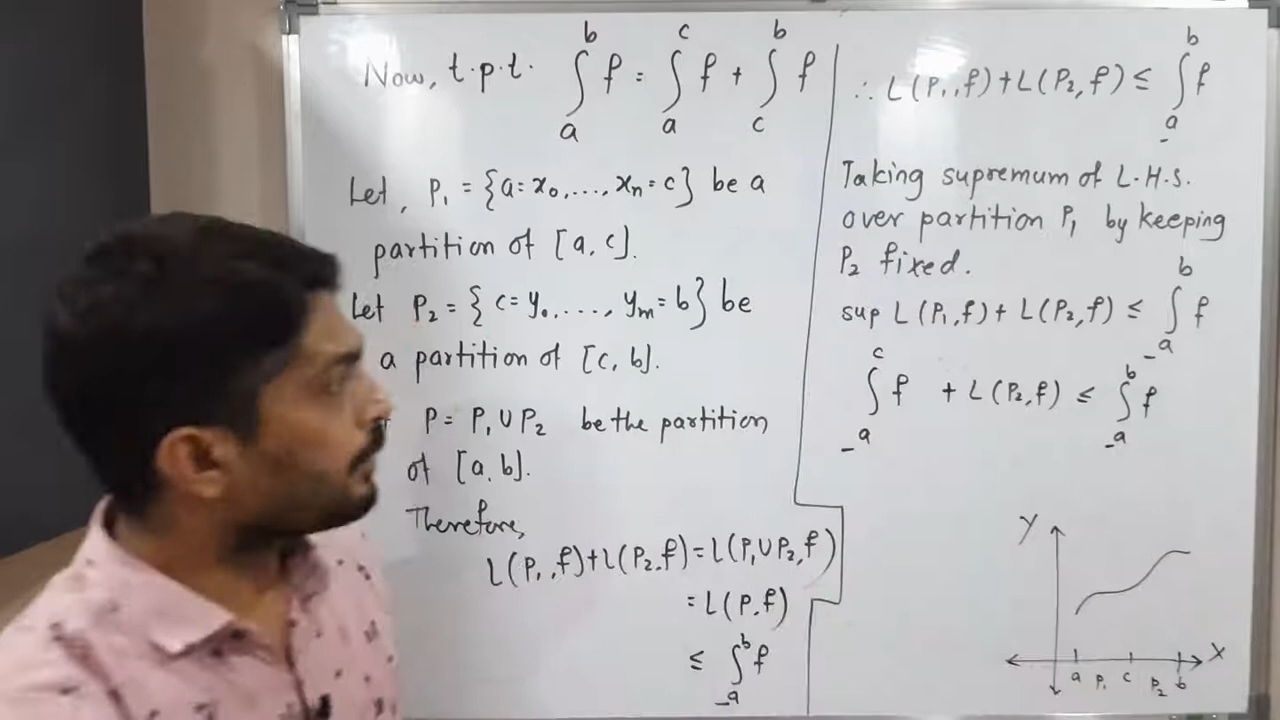 Now, t.p.t. ∫_a^b f = ∫_a^c f + ∫_c^b f
Let, P₁ = {a = x₀, ..., xₙ = c} be a
partition of [a, c].
Let P₂ = { c = y₀, ...., yₘ = b} be
a partition of [c, b].
P = P₁ ∪ P₂ be the partition
of [a, b].
Therefore,
L(P₁, f) + L(P₂, f) = L(P₁ ∪ P₂, f)
= L(P, f)
≤ ∫_a̲^b f
∴ L(P₁, f) + L(P₂, f) ≤ ∫_a̲^b f
Taking supremum of L.H.S.
over partition P₁ by keeping
P₂ fixed.
sup L(P₁, f) + L(P₂, f) ≤ ∫_a̲^b f
∫_a̲^c f + L(P₂, f) ≤ ∫_a̲^b f
Y
X
a P₁ c P₂ b